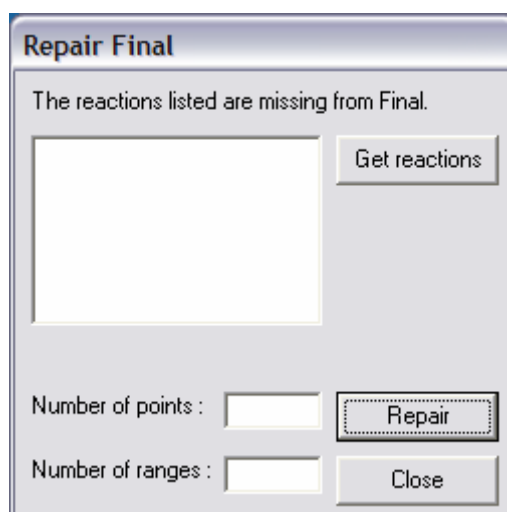 Repair Final
The reactions listed are missing from Final.
Get reactions
Number of points :
Repair
Number of ranges :
Close